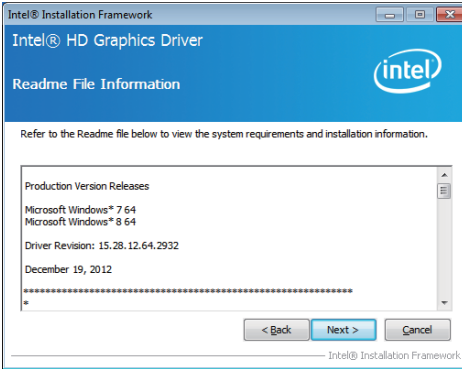 Intel® Installation Framework
Intel® HD Graphics Driver
Readme File Information
intel
Refer to the Readme file below to view the system requirements and installation information.
Production Version Releases
Microsoft Windows* 7 64
Microsoft Windows* 8 64
Driver Revision: 15.28.12.64.2932
December 19, 2012
************************************************************
*
< Back Next > Cancel
Intel® Installation Framework